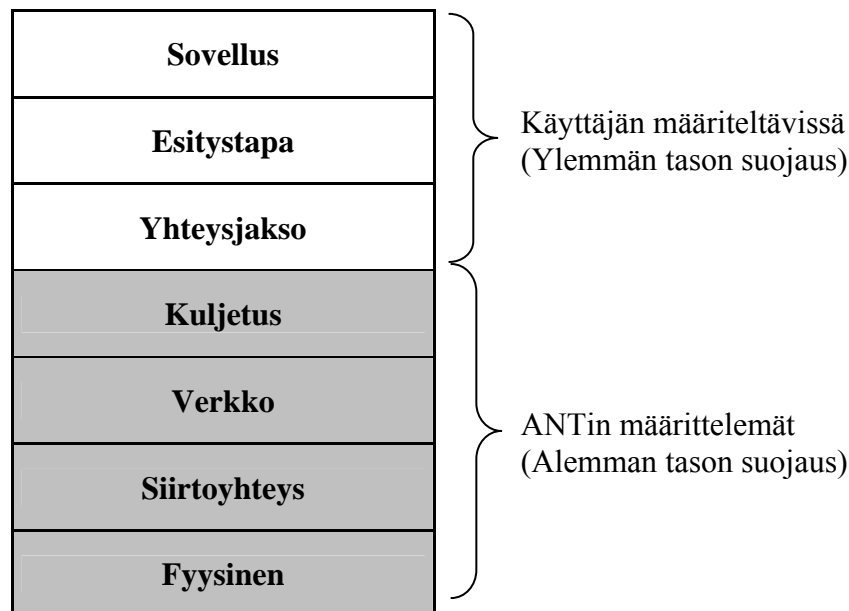 Sovellus
Esitystapa
Yhteysjakso
Kuljetus
Verkko
Siirtoyhteys
Fyysinen
Käyttäjän määriteltävissä
(Ylemmän tason suojaus)
ANTin määrittelemät
(Alemman tason suojaus)